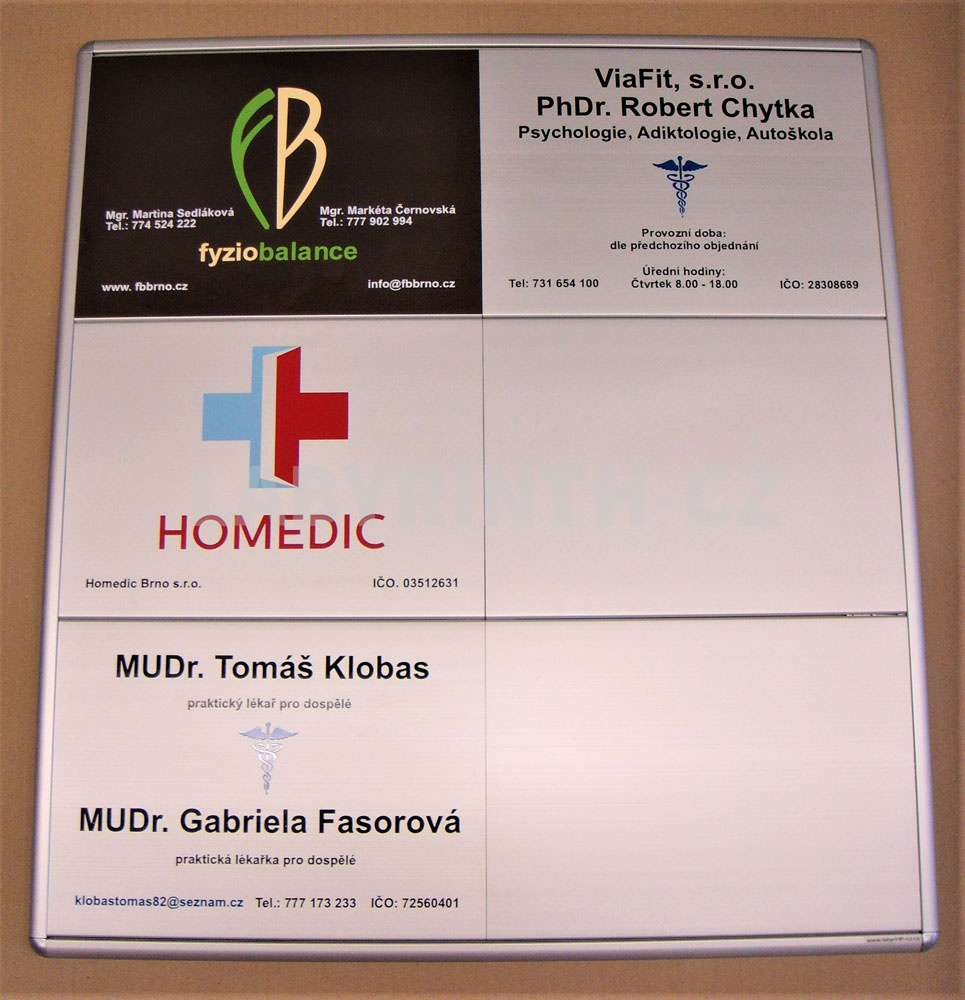 FB
Mgr. Martina Sedláková
Tel.: 774 524 222
Mgr. Markéta Černovská
Tel.: 777 902 994
fyziobalance
www. fbbrno.cz
info@fbbrno.cz
ViaFit, s.r.o.
PhDr. Robert Chytka
Psychologie, Adiktologie, Autoškola
Provozní doba:
dle předchozího objednání
Úřední hodiny:
Tel: 731 654 100 Čtvrtek 8.00 - 18.00 IČO: 28308689
LABYRINTH-CZ
HOMEDIC
Homedic Brno s.r.o. IČO. 03512631
MUDr. Tomáš Klobas
praktický lékař pro dospělé
MUDr. Gabriela Fasorová
praktická lékařka pro dospělé
klobastomas82@seznam.cz Tel.: 777 173 233 IČO: 72560401
www.labyrinth-cz.cz